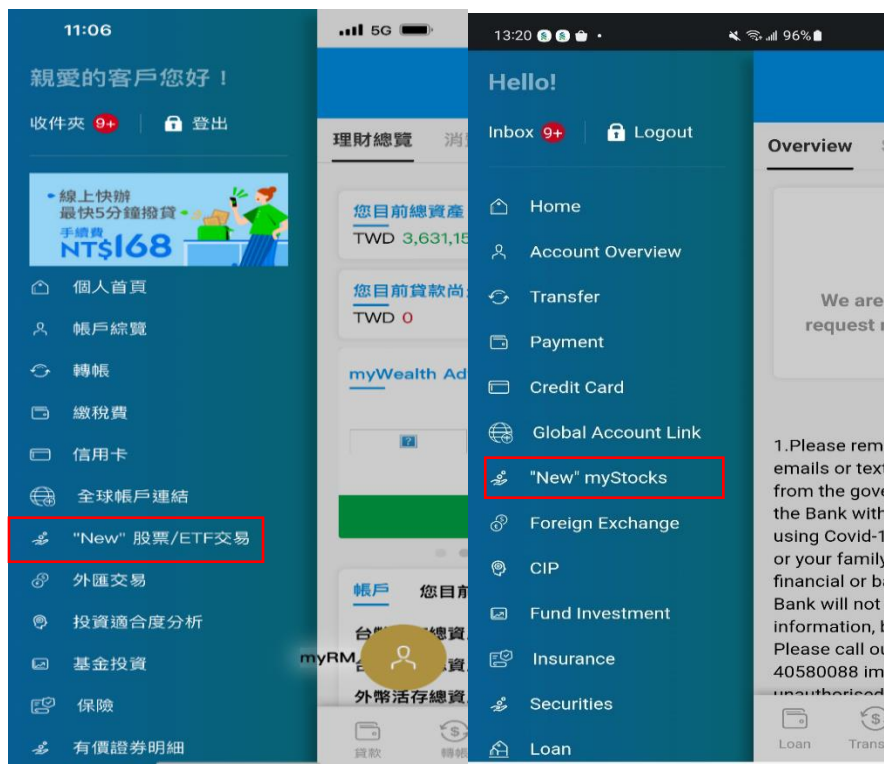 11:06
5G
親愛的客戶您好！
收件夾 9+
登出
理財總覽
線上快辦
最快5分鐘撥貸
手續費
NT$168
您目前總資產
TWD 3,631,15
個人首頁
您目前貸款尚
帳戶綜覽
TWD 0
轉帳
myWealth Ad
繳稅費
信用卡
全球帳戶連結
"New" 股票/ETF交易
外匯交易
帳戶
您目前
投資適合度分析
myRM
基金投資
外幣活存總資
保險
有價證券明細
貸款
轉帳
13:20
96%
Hello!
Inbox 9+
Logout
Overview
Home
Account Overview
Transfer
We are
request
Payment
Credit Card
Global Account Link
1.Please rem
emails or tex
"New" myStocks
from the gove
the Bank with
Foreign Exchange
using Covid-1
or your family
CIP
financial or ba
Bank will not
Fund Investment
information, b
Please call ou
Insurance
40580088 im
unauthorised
Securities
Loan
Loan
Trans